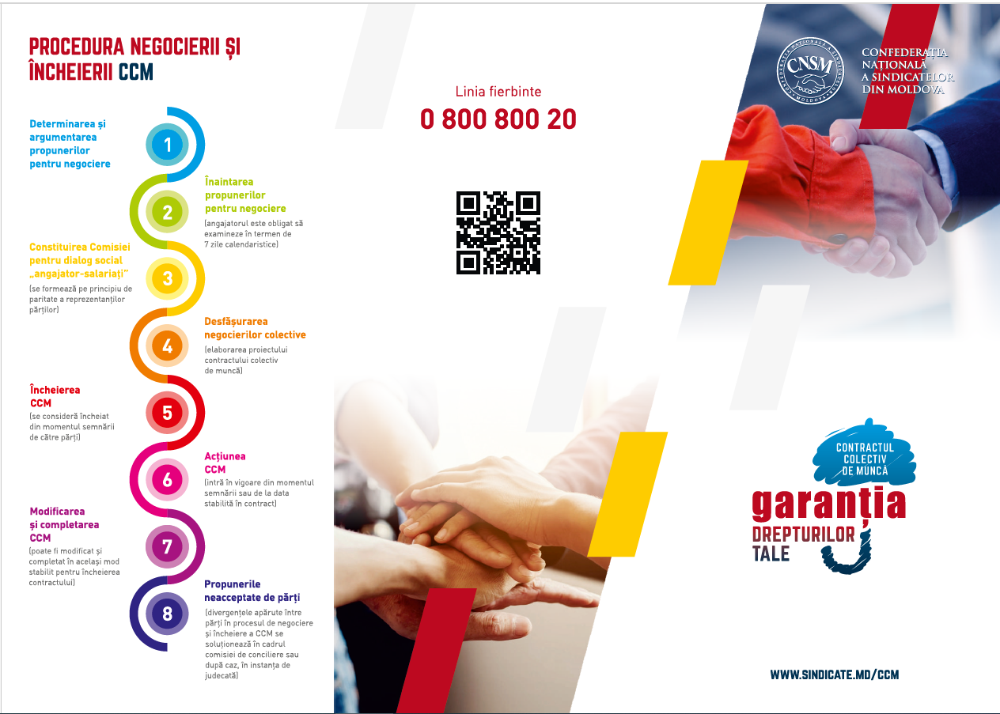 PROCEDURA NEGOCIERII ȘI
ÎNCHEIERII CCM
1
Determinarea și
argumentarea
propunerilor
pentru negociere
2
Înaintarea
propunerilor
pentru negociere
(angajatorul este obligat să
examineze în termen de
7 zile calendaristice)
3
Constituirea Comisiei
pentru dialog social
„angajator-salariați”
(se formează pe principiu de
paritate a reprezentanților
părților)
4
Desfășurarea
negocierilor colective
(elaborarea proiectului
contractului colectiv
de muncă)
5
Încheierea
CCM
(se consideră încheiat
din momentul semnării
de către părți)
6
Acțiunea
CCM
(intră în vigoare din momentul
semnării sau de la data
stabilită în contract)
7
Modificarea
și completarea
CCM
(poate fi modificat și
completat în același mod
stabilit pentru încheierea
contractului)
8
Propunerile
neacceptate de părți
(divergențele apărute între
părți în procesul de negociere
și încheiere a CCM se
soluționează în cadrul
comisiei de conciliere sau
după caz, în instanța de
judecată)
Linia fierbinte
0 800 800 20
CONFEDERAȚIA NAȚIONALĂ A SINDICATELOR
CNSM
MOLDOVA
CONFEDERAȚIA
NAȚIONALĂ
A SINDICATELOR
DIN MOLDOVA
CONTRACTUL
COLECTIV
DE MUNCĂ
garanția
DREPTURILOR
TALE
WWW.SINDICATE.MD/CCM